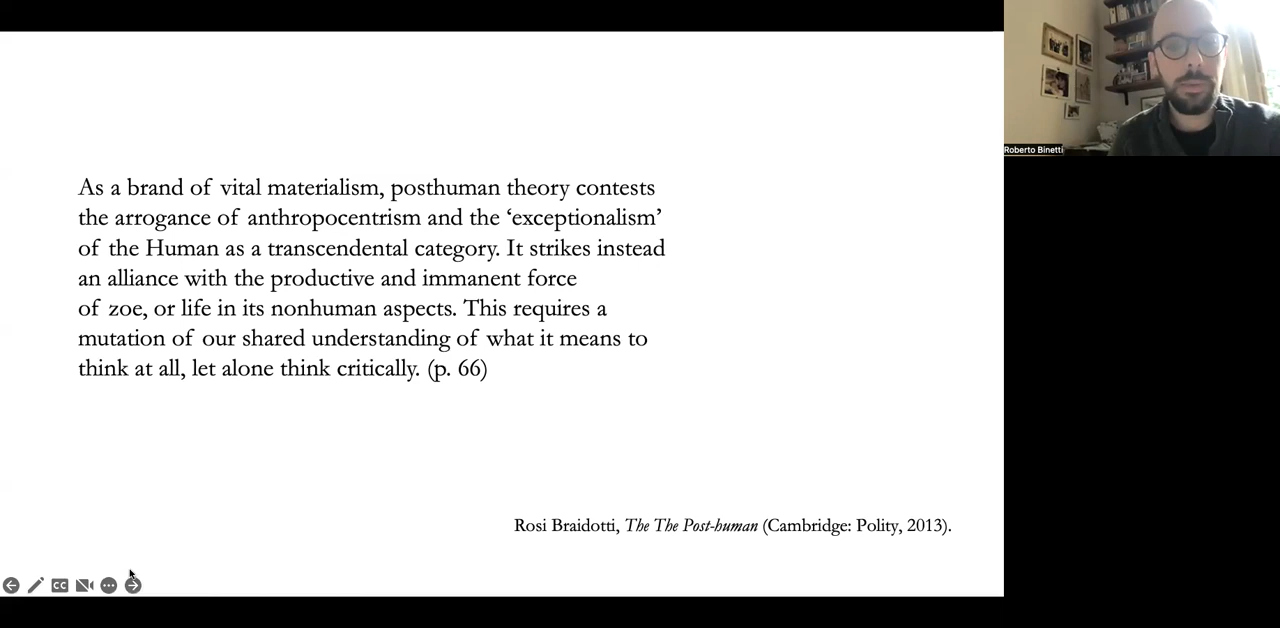 As a brand of vital materialism, posthuman theory contests
the arrogance of anthropocentrism and the ‘exceptionalism’
of the Human as a transcendental category. It strikes instead
an alliance with the productive and immanent force
of zoe, or life in its nonhuman aspects. This requires a
mutation of our shared understanding of what it means to
think at all, let alone think critically. (p. 66)
Rosi Braidotti, The The Post-human (Cambridge: Polity, 2013).
CC
Roberto Binetti